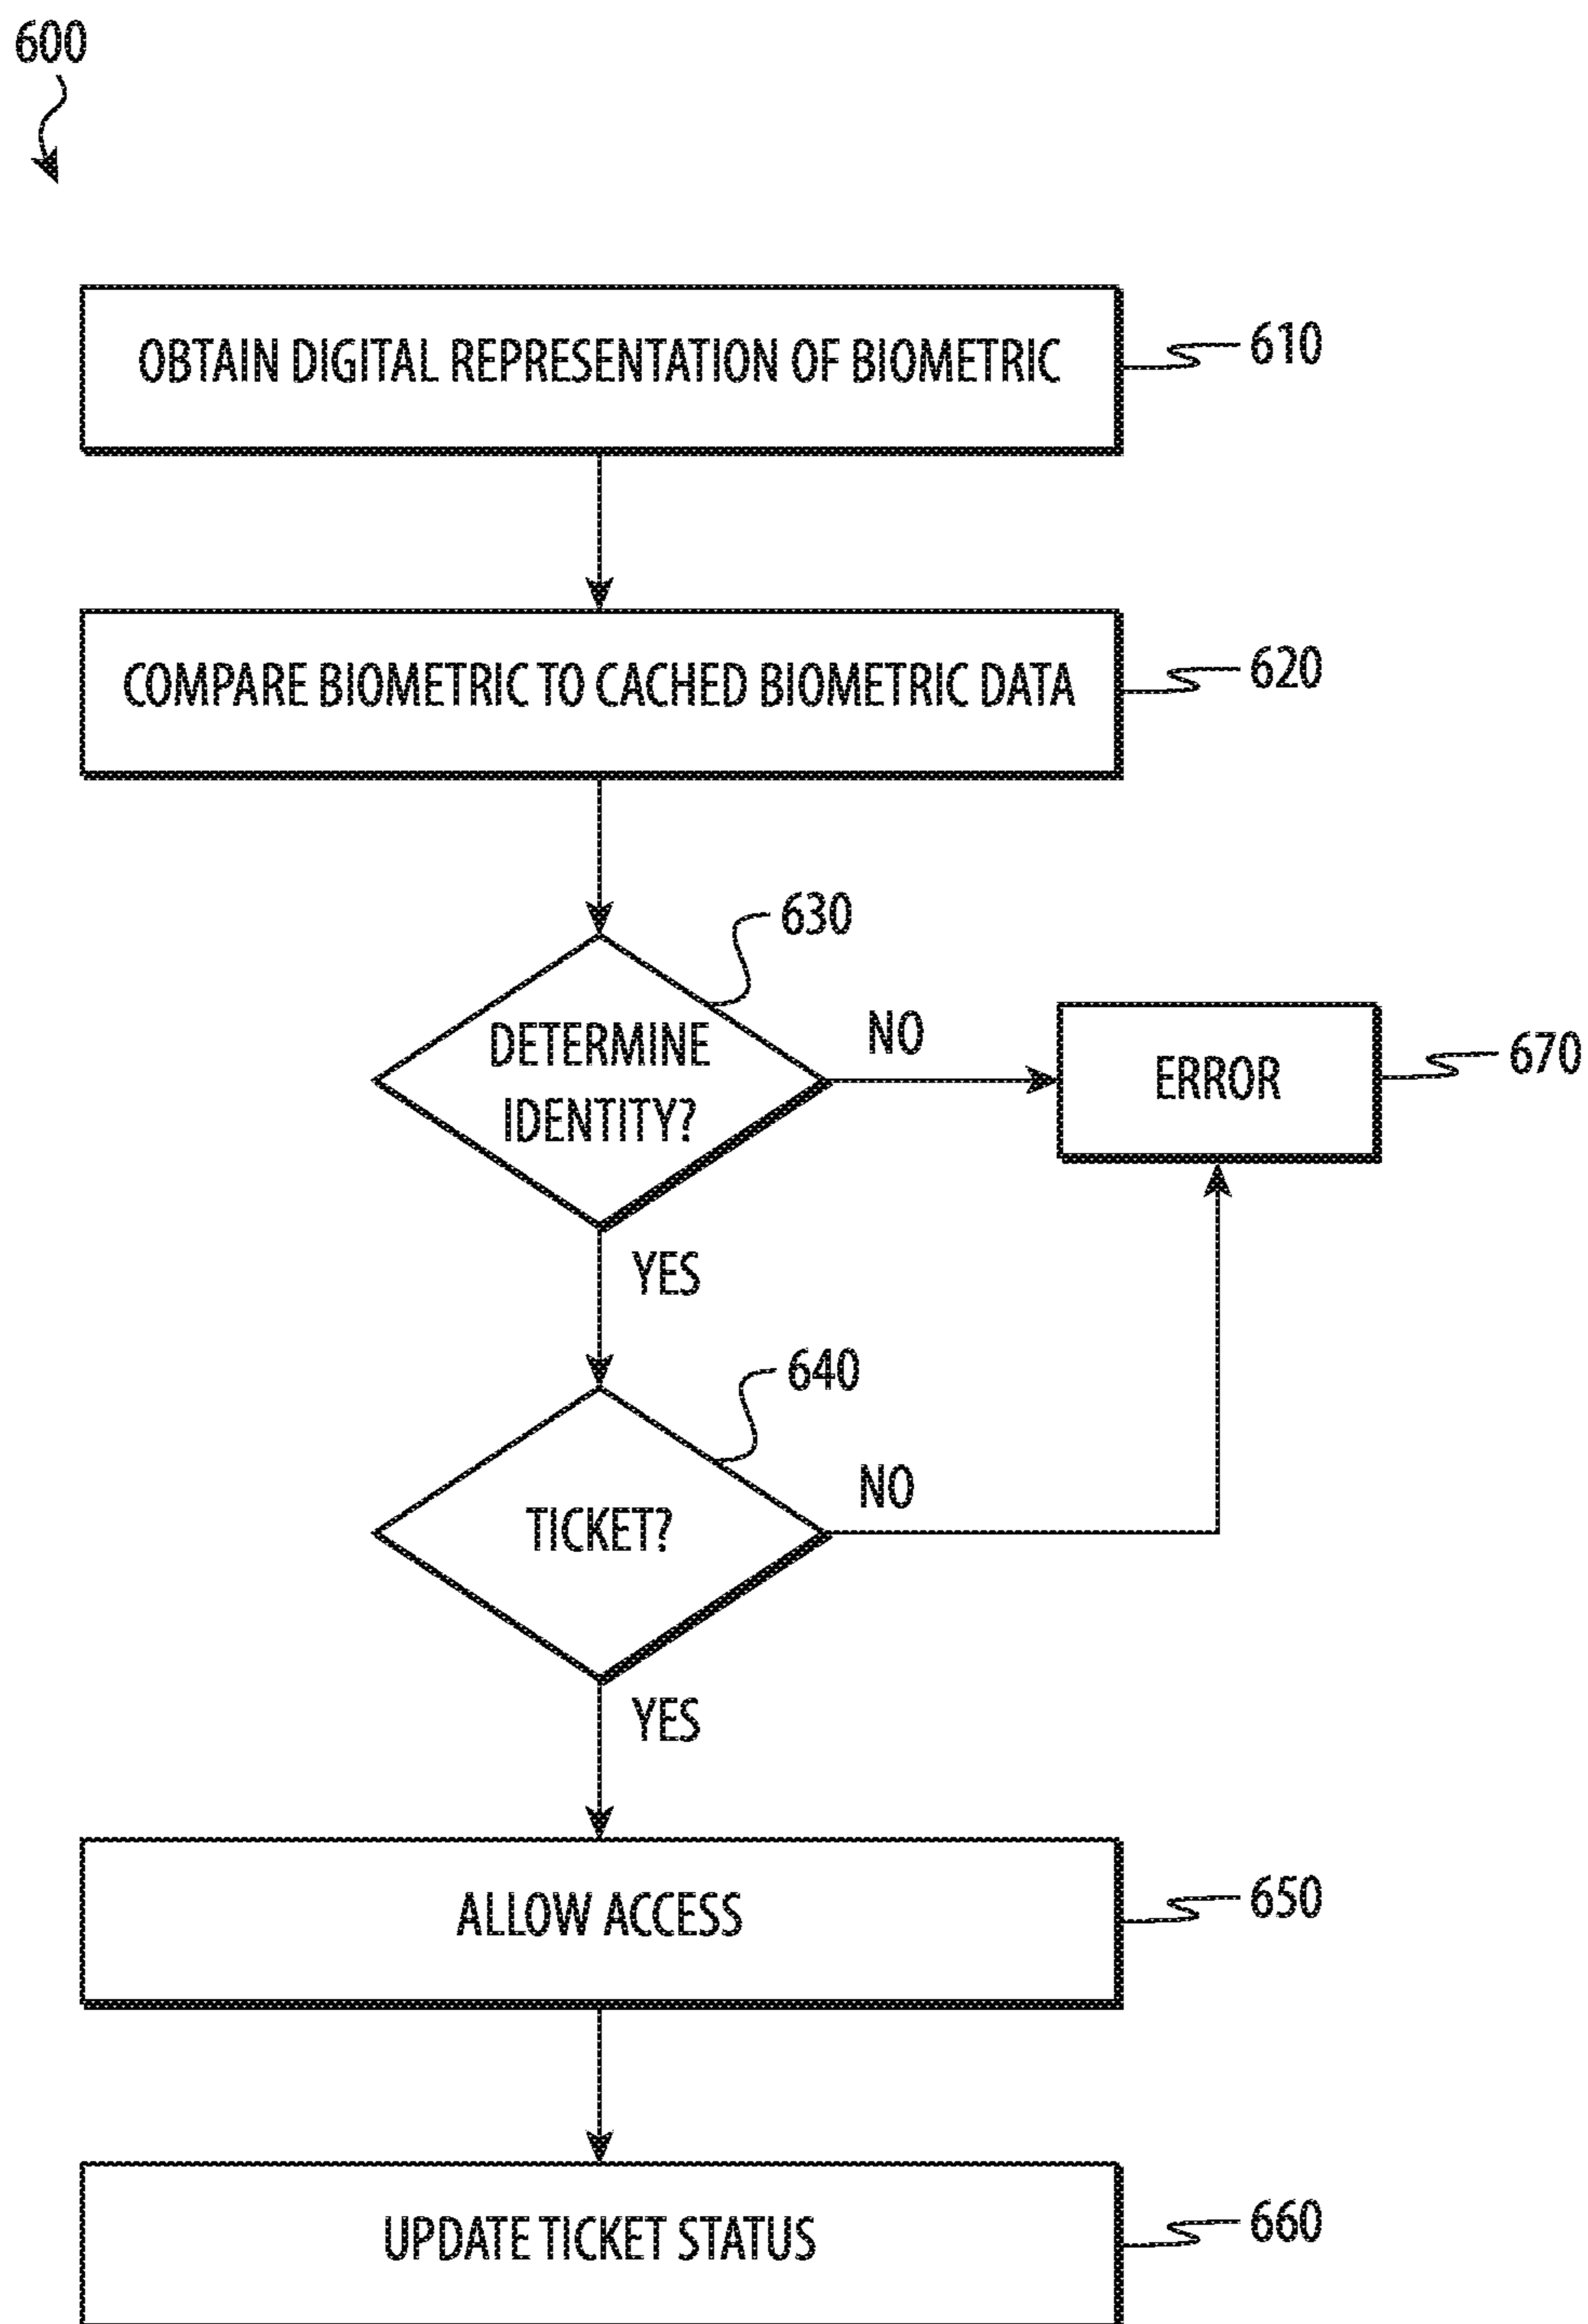 600
OBTAIN DIGITAL REPRESENTATION OF BIOMETRIC
610
COMPARE BIOMETRIC TO CACHED BIOMETRIC DATA
620
630
DETERMINE
IDENTITY?
NO
ERROR
670
YES
640
TICKET?
NO
YES
ALLOW ACCESS
650
UPDATE TICKET STATUS
660